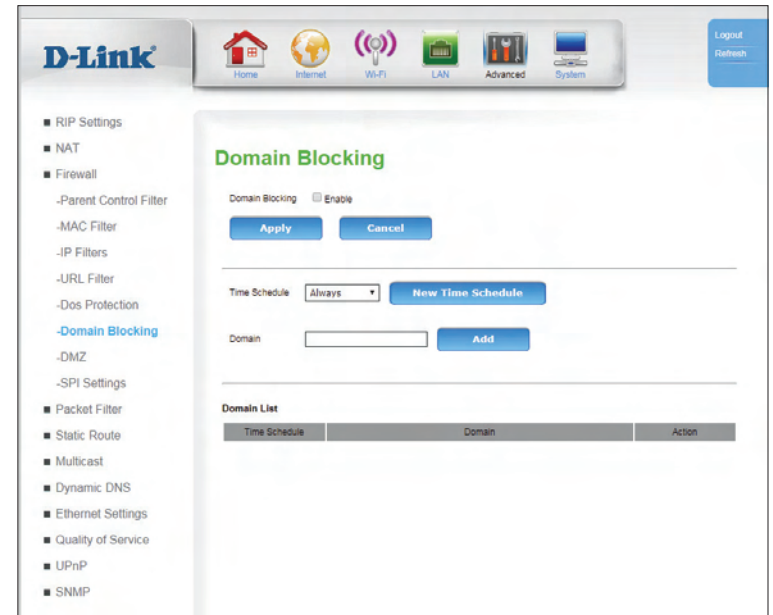 D-Link
Home
Internet
Wi-Fi
LAN
Advanced
System
Logout
Refresh
RIP Settings
NAT
Firewall
-Parent Control Filter
-MAC Filter
-IP Filters
-URL Filter
-Dos Protection
-Domain Blocking
-DMZ
-SPI Settings
Packet Filter
Static Route
Multicast
Dynamic DNS
Ethernet Settings
Quality of Service
UPnP
SNMP
Domain Blocking
Domain Blocking Enable
Apply Cancel
Time Schedule Always New Time Schedule
Domain Add
Domain List
Time Schedule Domain Action